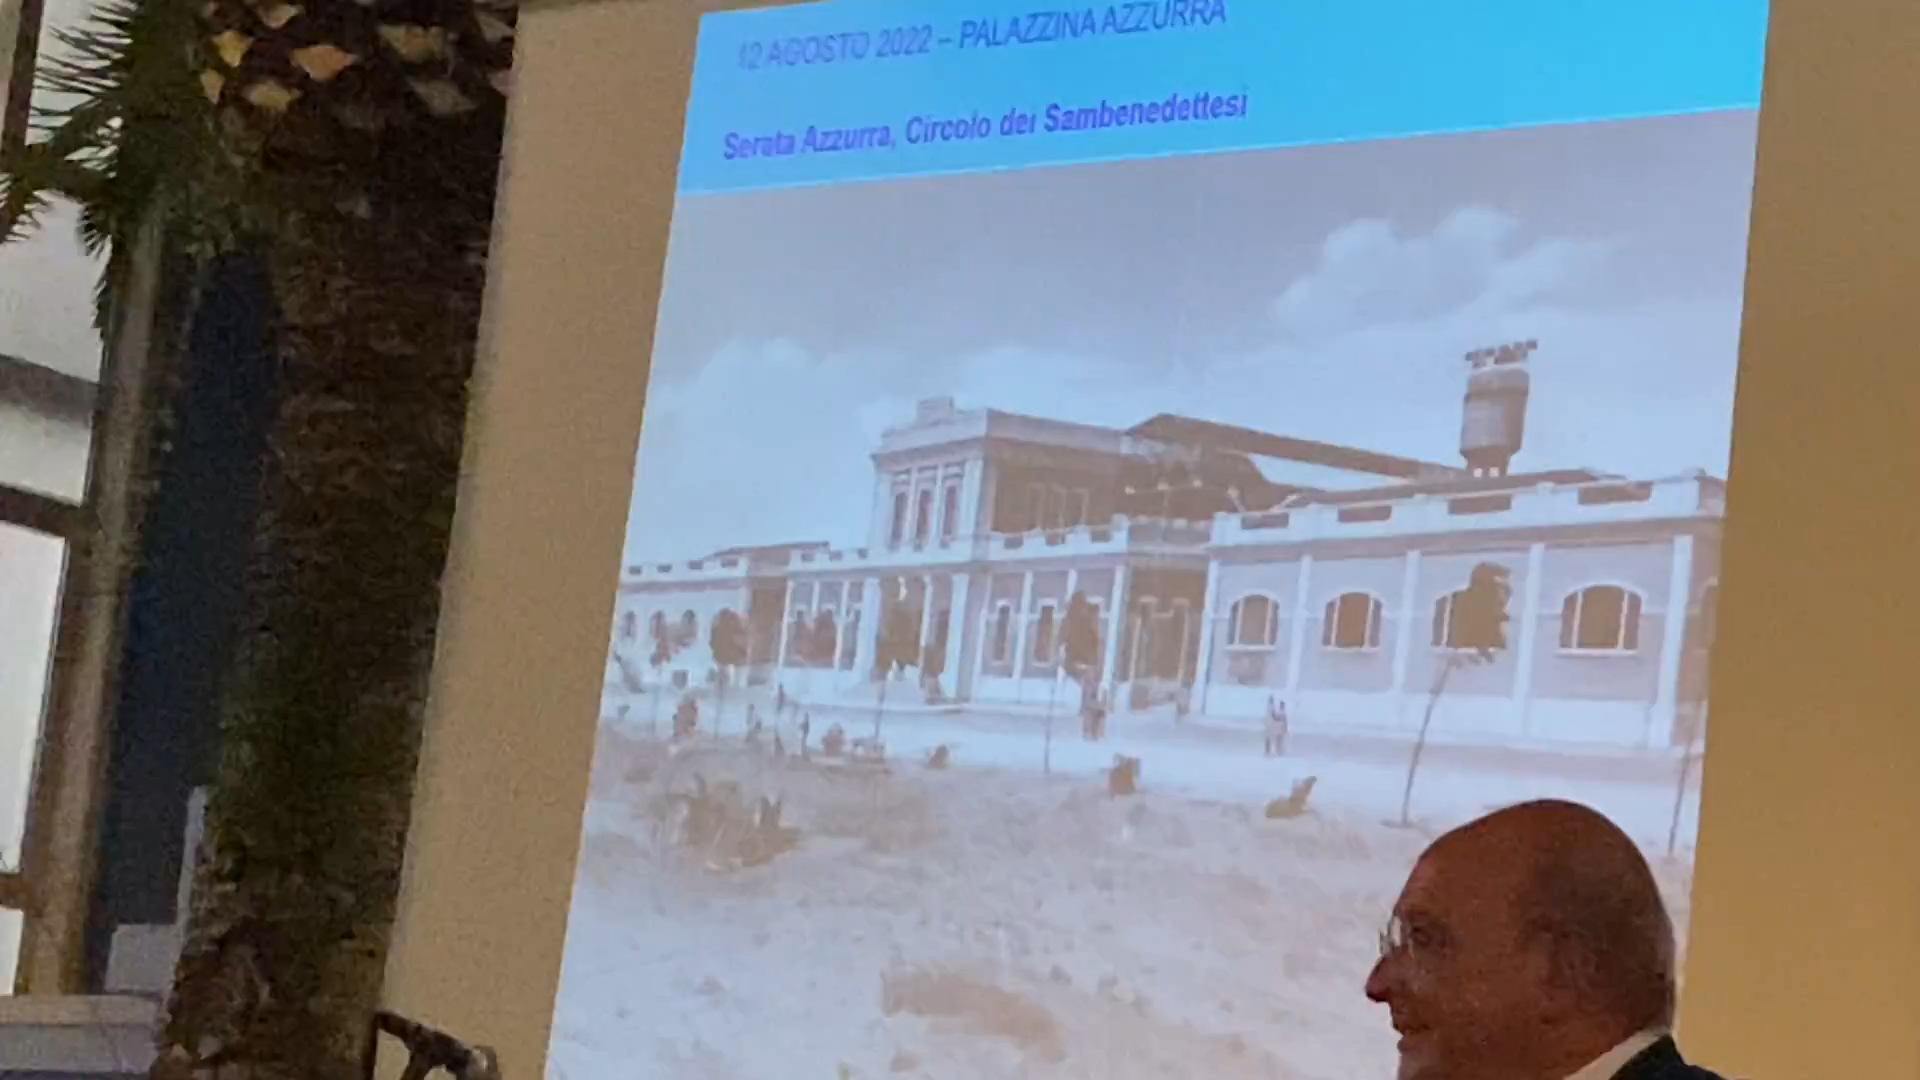 12 AGOSTO 2022 – PALAZZINA AZZURRA
Serata Azzurra, Circolo dei Sambenedettesi